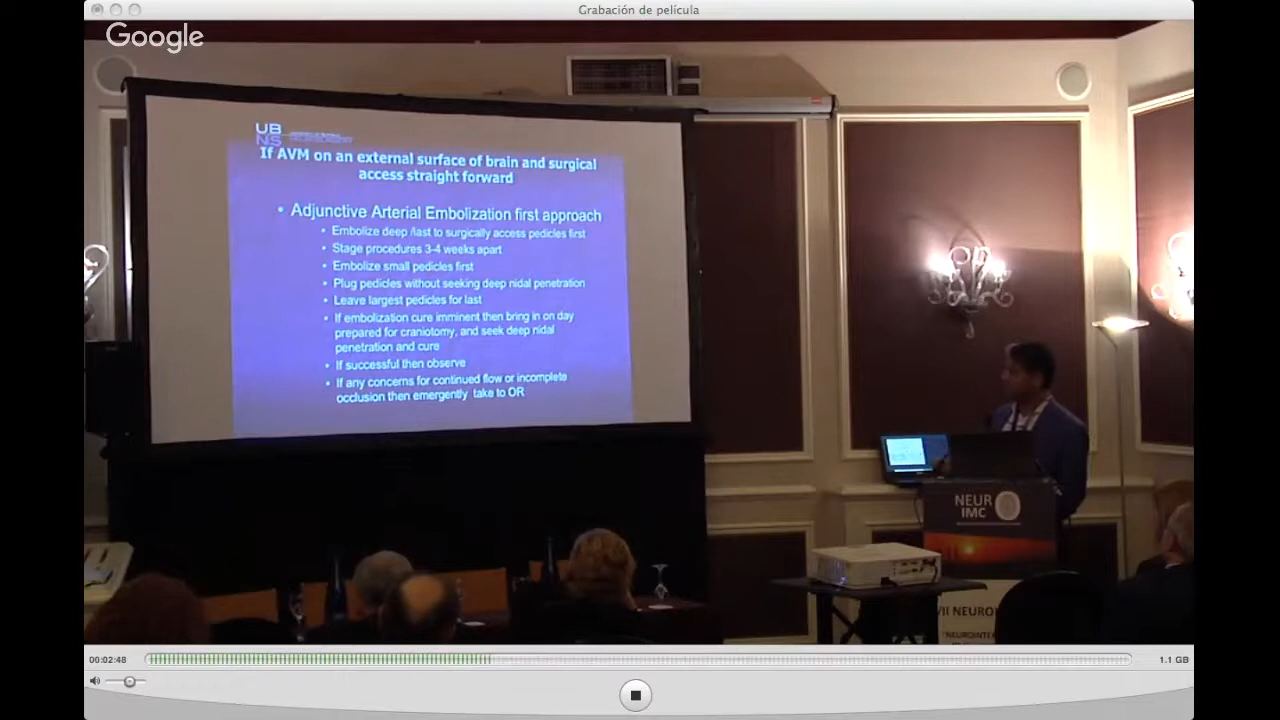 Grabación de película
Google
UB
NS
If AVM on an external surface of brain and surgical
access straight forward
• Adjunctive Arterial Embolization first approach
• Embolize deep /last to surgically access pedicles first
• Stage procedures 3-4 weeks apart
• Embolize small pedicles first
• Plug pedicles without seeking deep nidal penetration
• Leave largest pedicles for last
• If embolization cure imminent then bring in on day
prepared for craniotomy, and seek deep nidal
penetration and cure
• If successful then observe
• If any concerns for continued flow or incomplete
occlusion then emergently take to OR
NEUR
IMC
VII NEURO
NEUROINTE
00:02:48
1.1 GB